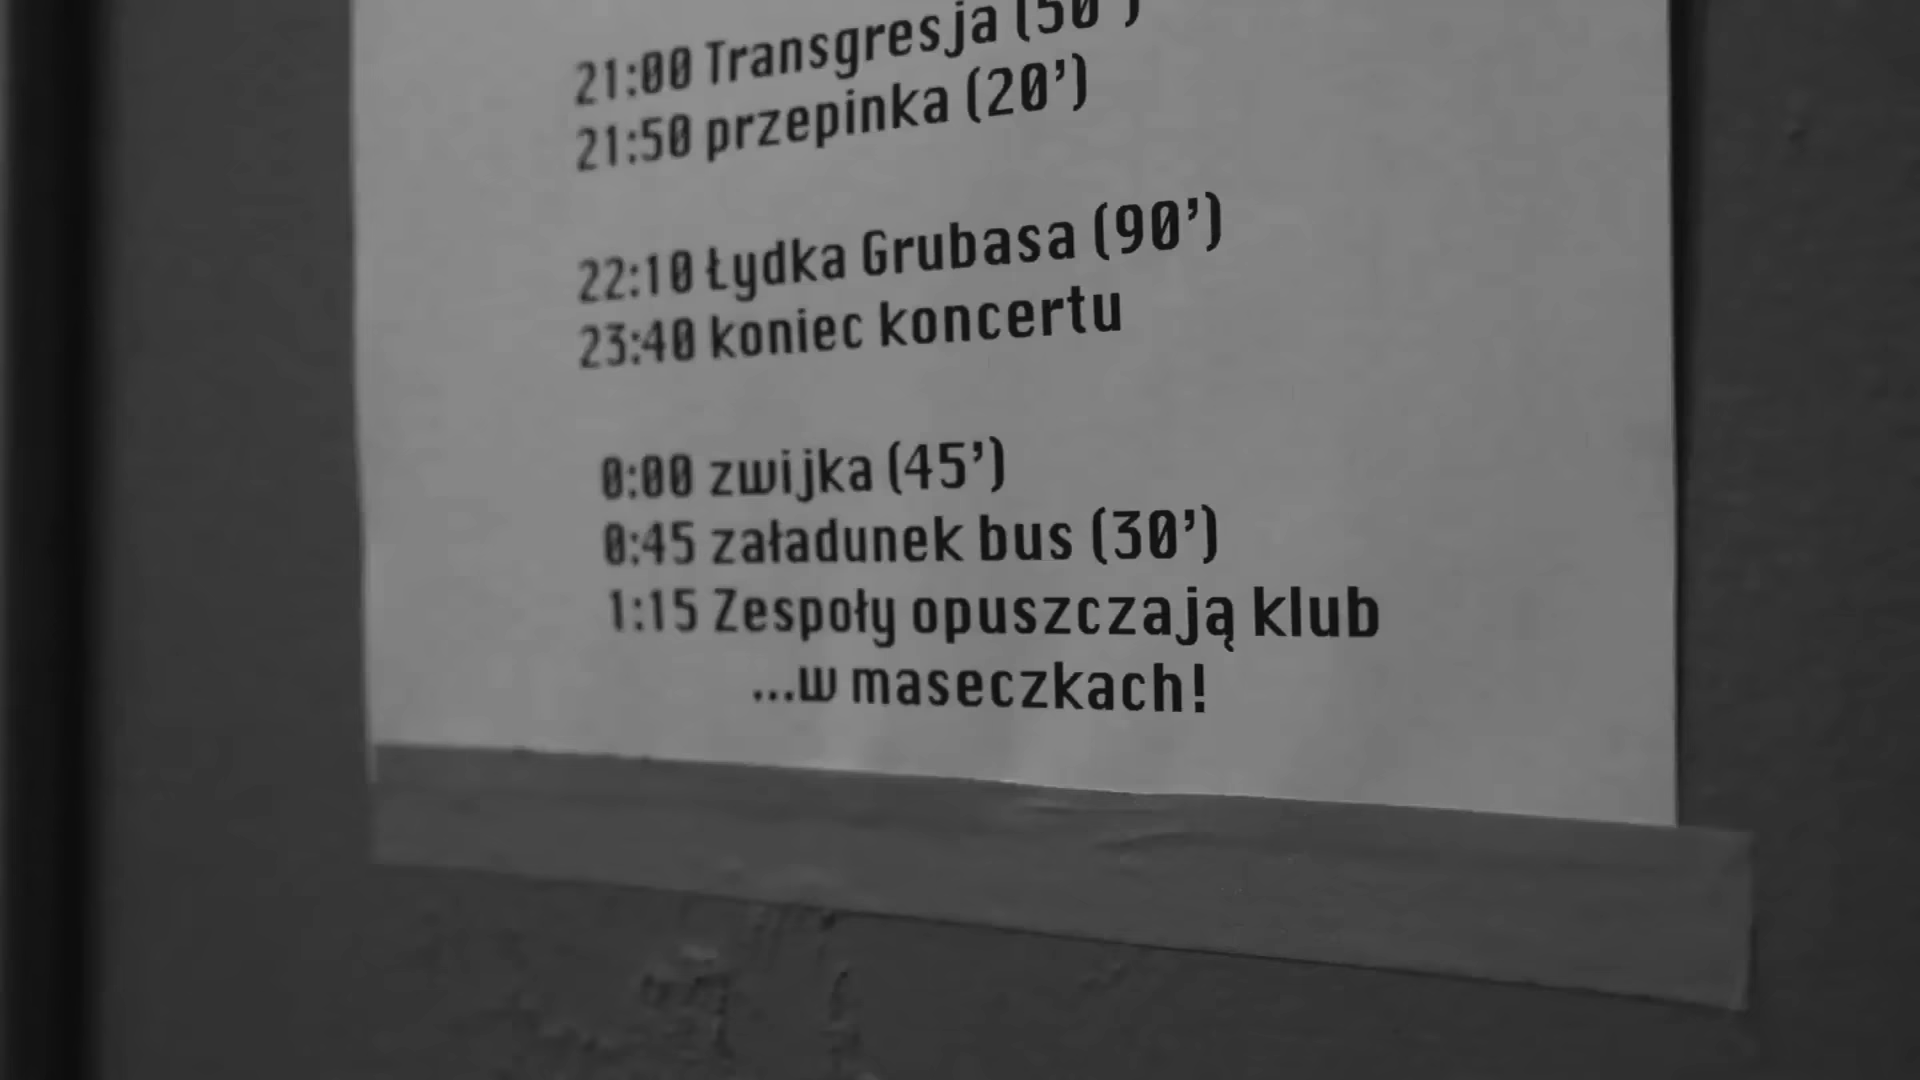 21:00 Transgresja (50')
21:50 przepinka (20')
22:10 Łydka Grubasa (90')
23:40 koniec koncertu
0:00 zwijka (45')
0:45 załadunek bus (30')
1:15 Zespoły opuszczają klub
...w maseczkach!